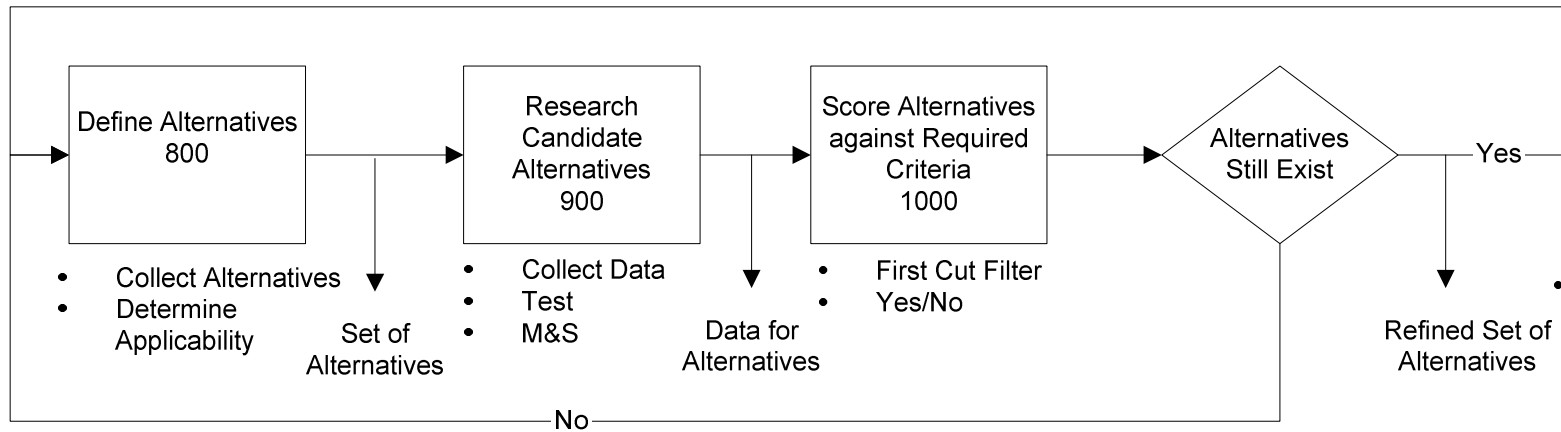 Define Alternatives
800
• Collect Alternatives
• Determine
Applicability
Set of
Alternatives
Research
Candidate
Alternatives
900
• Collect Data
• Test
• M&S
Data for
Alternatives
Score Alternatives
against Required
Criteria
1000
• First Cut Filter
• Yes/No
Alternatives
Still Exist
Yes
Refined Set of
Alternatives
No